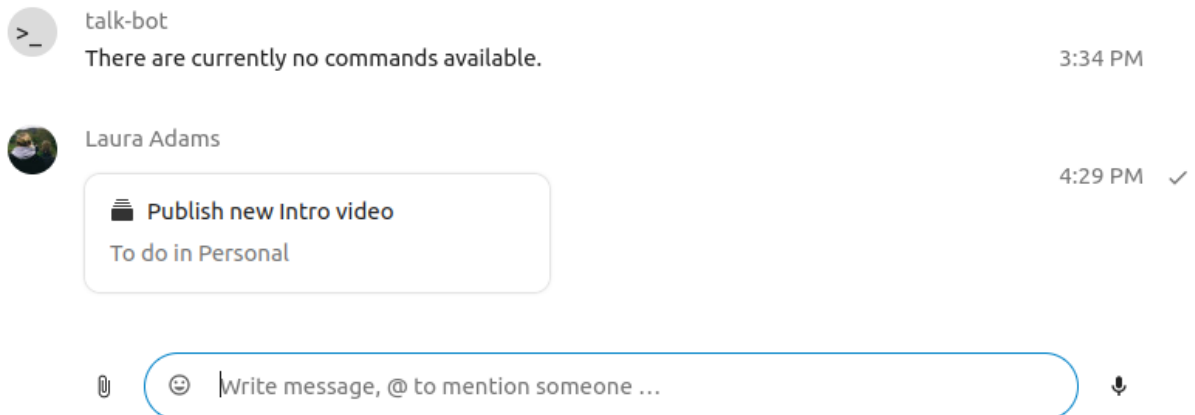 >_
talk-bot
There are currently no commands available.
3:34 PM
Laura Adams
4:29 PM
Publish new Intro video
To do in Personal
Write message, @ to mention someone …